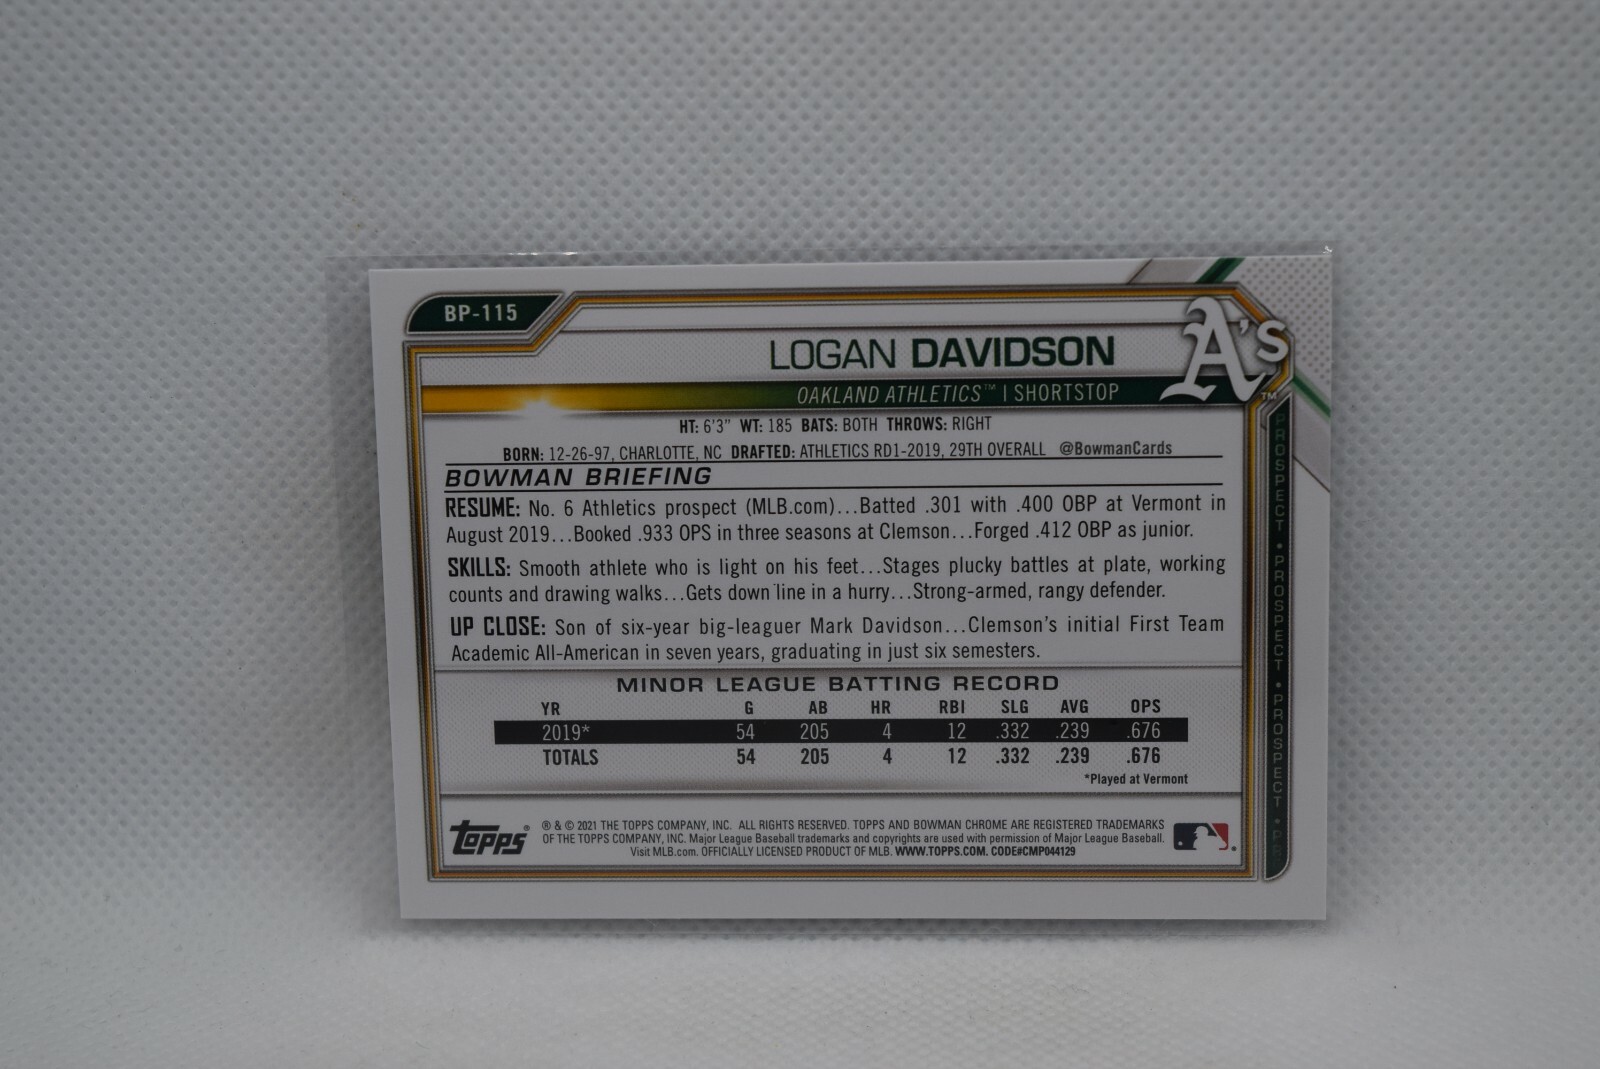 BP-115
LOGAN DAVIDSON
A's™
OAKLAND ATHLETICS™ | SHORTSTOP
HT: 6'3" WT: 185 BATS: BOTH THROWS: RIGHT
BORN: 12-26-97, CHARLOTTE, NC DRAFTED: ATHLETICS RD1-2019, 29TH OVERALL @BowmanCards
BOWMAN BRIEFING
RESUME: No. 6 Athletics prospect (MLB.com)...Batted .301 with .400 OBP at Vermont in
August 2019...Booked .933 OPS in three seasons at Clemson...Forged .412 OBP as junior.
SKILLS: Smooth athlete who is light on his feet...Stages plucky battles at plate, working
counts and drawing walks...Gets down line in a hurry...Strong-armed, rangy defender.
UP CLOSE: Son of six-year big-leaguer Mark Davidson...Clemson's initial First Team
Academic All-American in seven years, graduating in just six semesters.
MINOR LEAGUE BATTING RECORD
YR G AB HR RBI SLG AVG OPS
2019* 54 205 4 12 .332 .239 .676
TOTALS 54 205 4 12 .332 .239 .676
*Played at Vermont
Topps®
® & © 2021 THE TOPPS COMPANY, INC. ALL RIGHTS RESERVED. TOPPS AND BOWMAN CHROME ARE REGISTERED TRADEMARKS
OF THE TOPPS COMPANY, INC. Major League Baseball trademarks and copyrights are used with permission of Major League Baseball.
Visit MLB.com. OFFICIALLY LICENSED PRODUCT OF MLB. WWW.TOPPS.COM. CODE#CMP044129
PROSPECT • PROSPECT • PROSPECT • PR